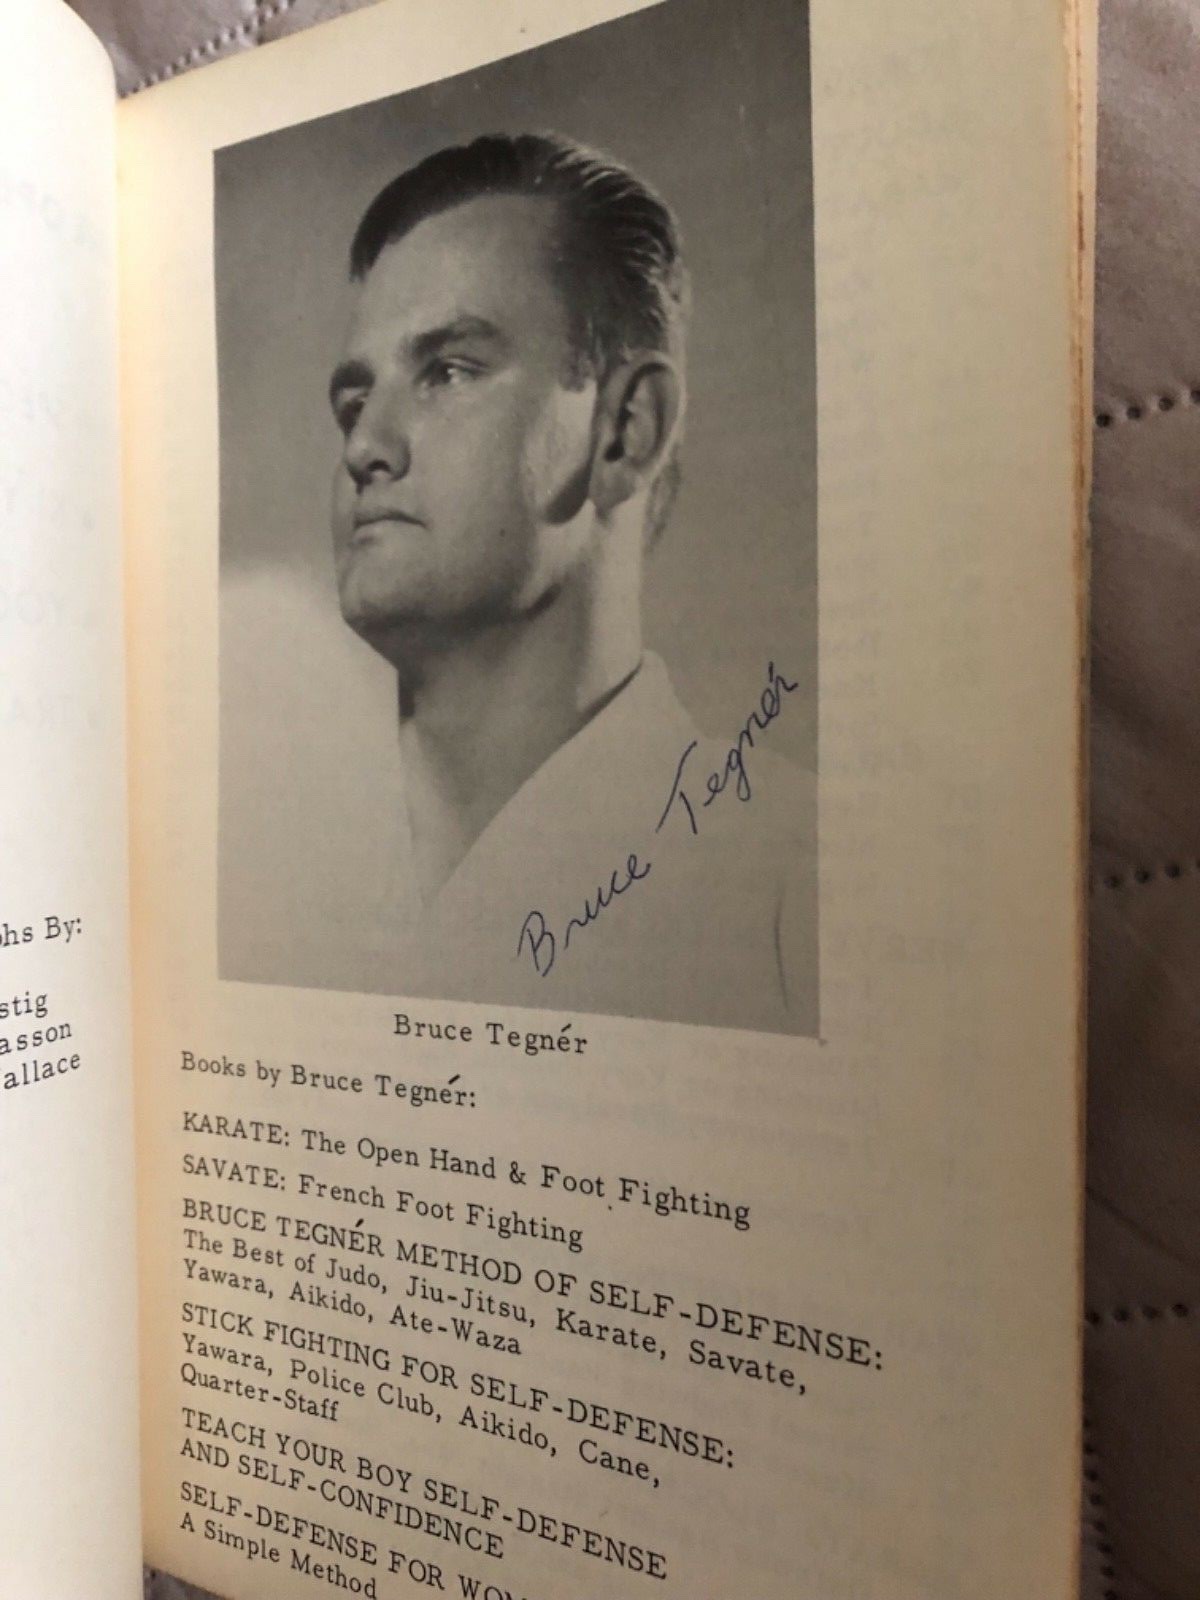 phs By:
stig
asson
allace
Bruce Tegnér
Bruce Tegnér
Books by Bruce Tegnér:
KARATE: The Open Hand & Foot Fighting
SAVATE: French Foot Fighting
BRUCE TEGNÉR METHOD OF SELF-DEFENSE:
The Best of Judo, Jiu-Jitsu, Karate, Savate,
Yawara, Aikido, Ate-Waza
STICK FIGHTING FOR SELF-DEFENSE:
Yawara, Police Club, Aikido, Cane,
Quarter-Staff
TEACH YOUR BOY SELF-DEFENSE
AND SELF-CONFIDENCE
SELF-DEFENSE FOR WOM
A Simple Method